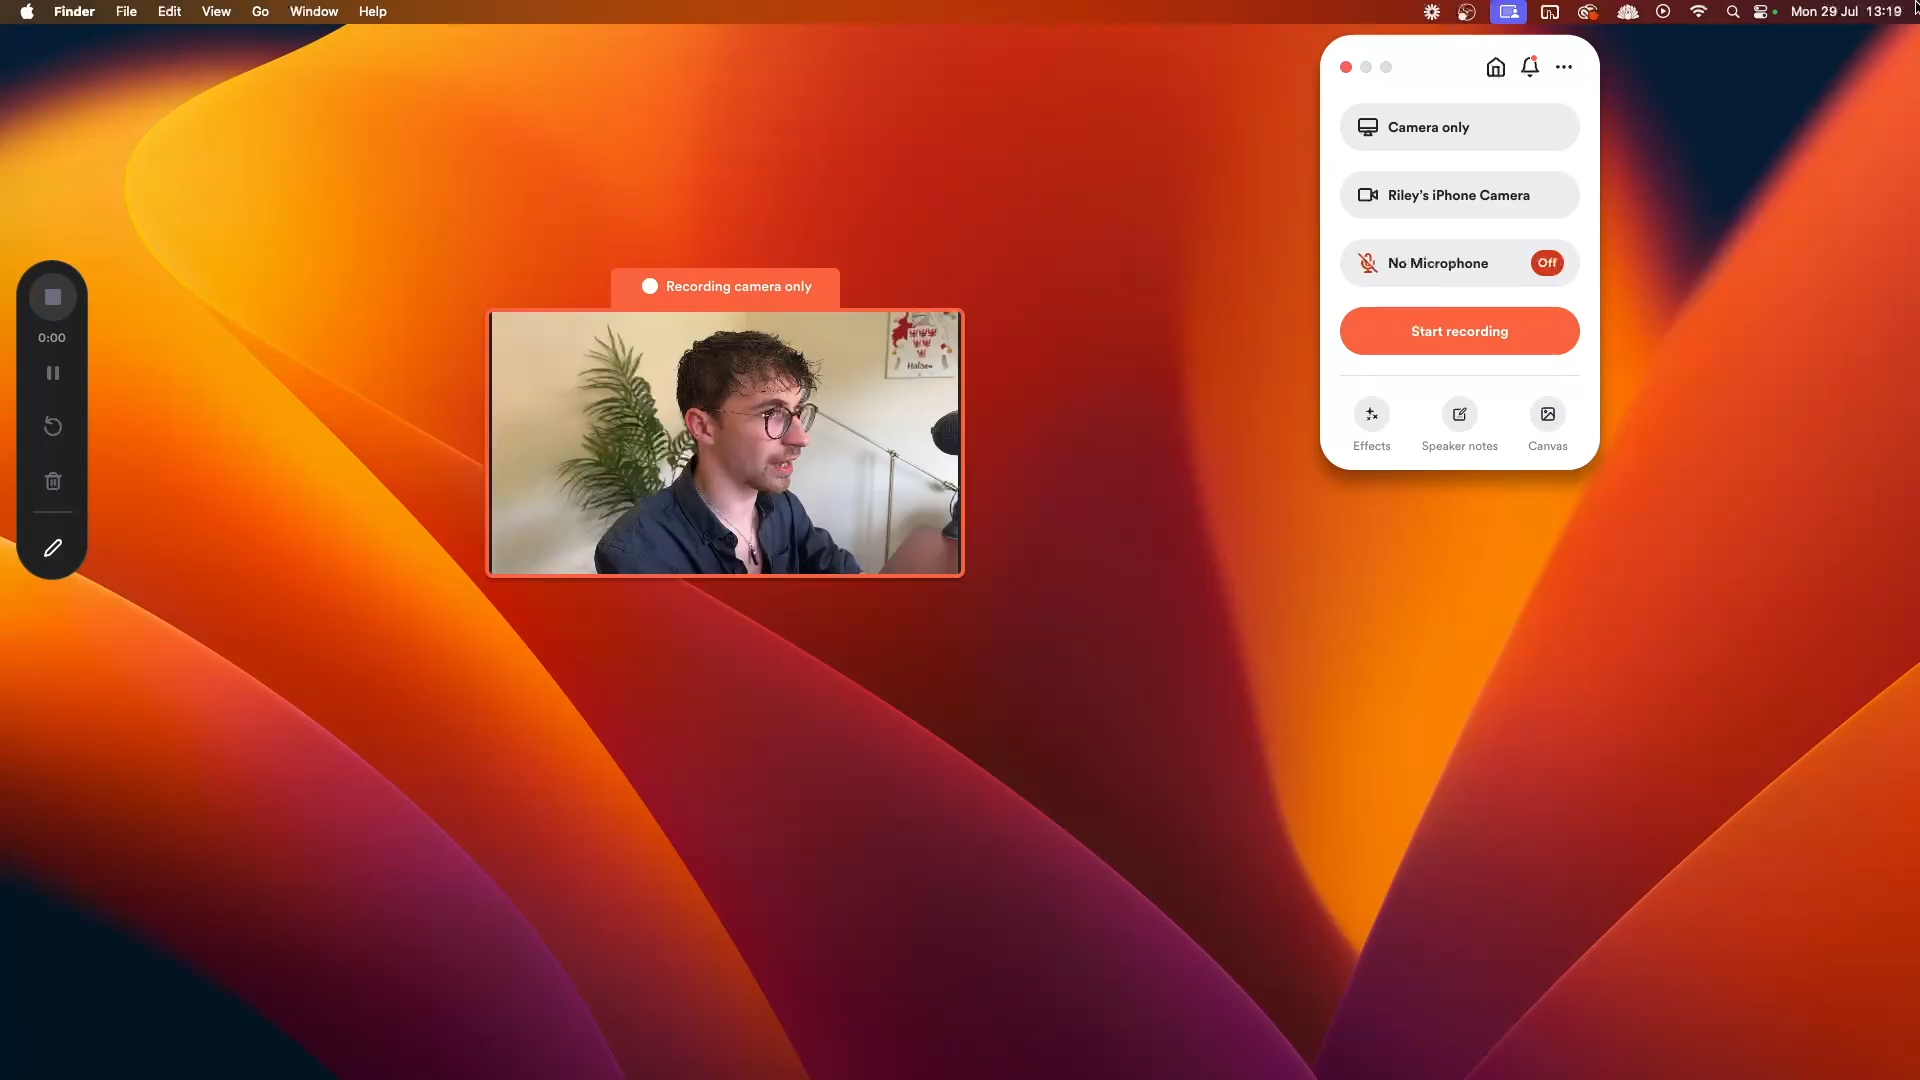 Finder File Edit View Go Window Help
Mon 29 Jul 13:19
Camera only
Riley’s iPhone Camera
No Microphone Off
Start recording
Effects Speaker notes Canvas
Recording camera only
Halden
0:00